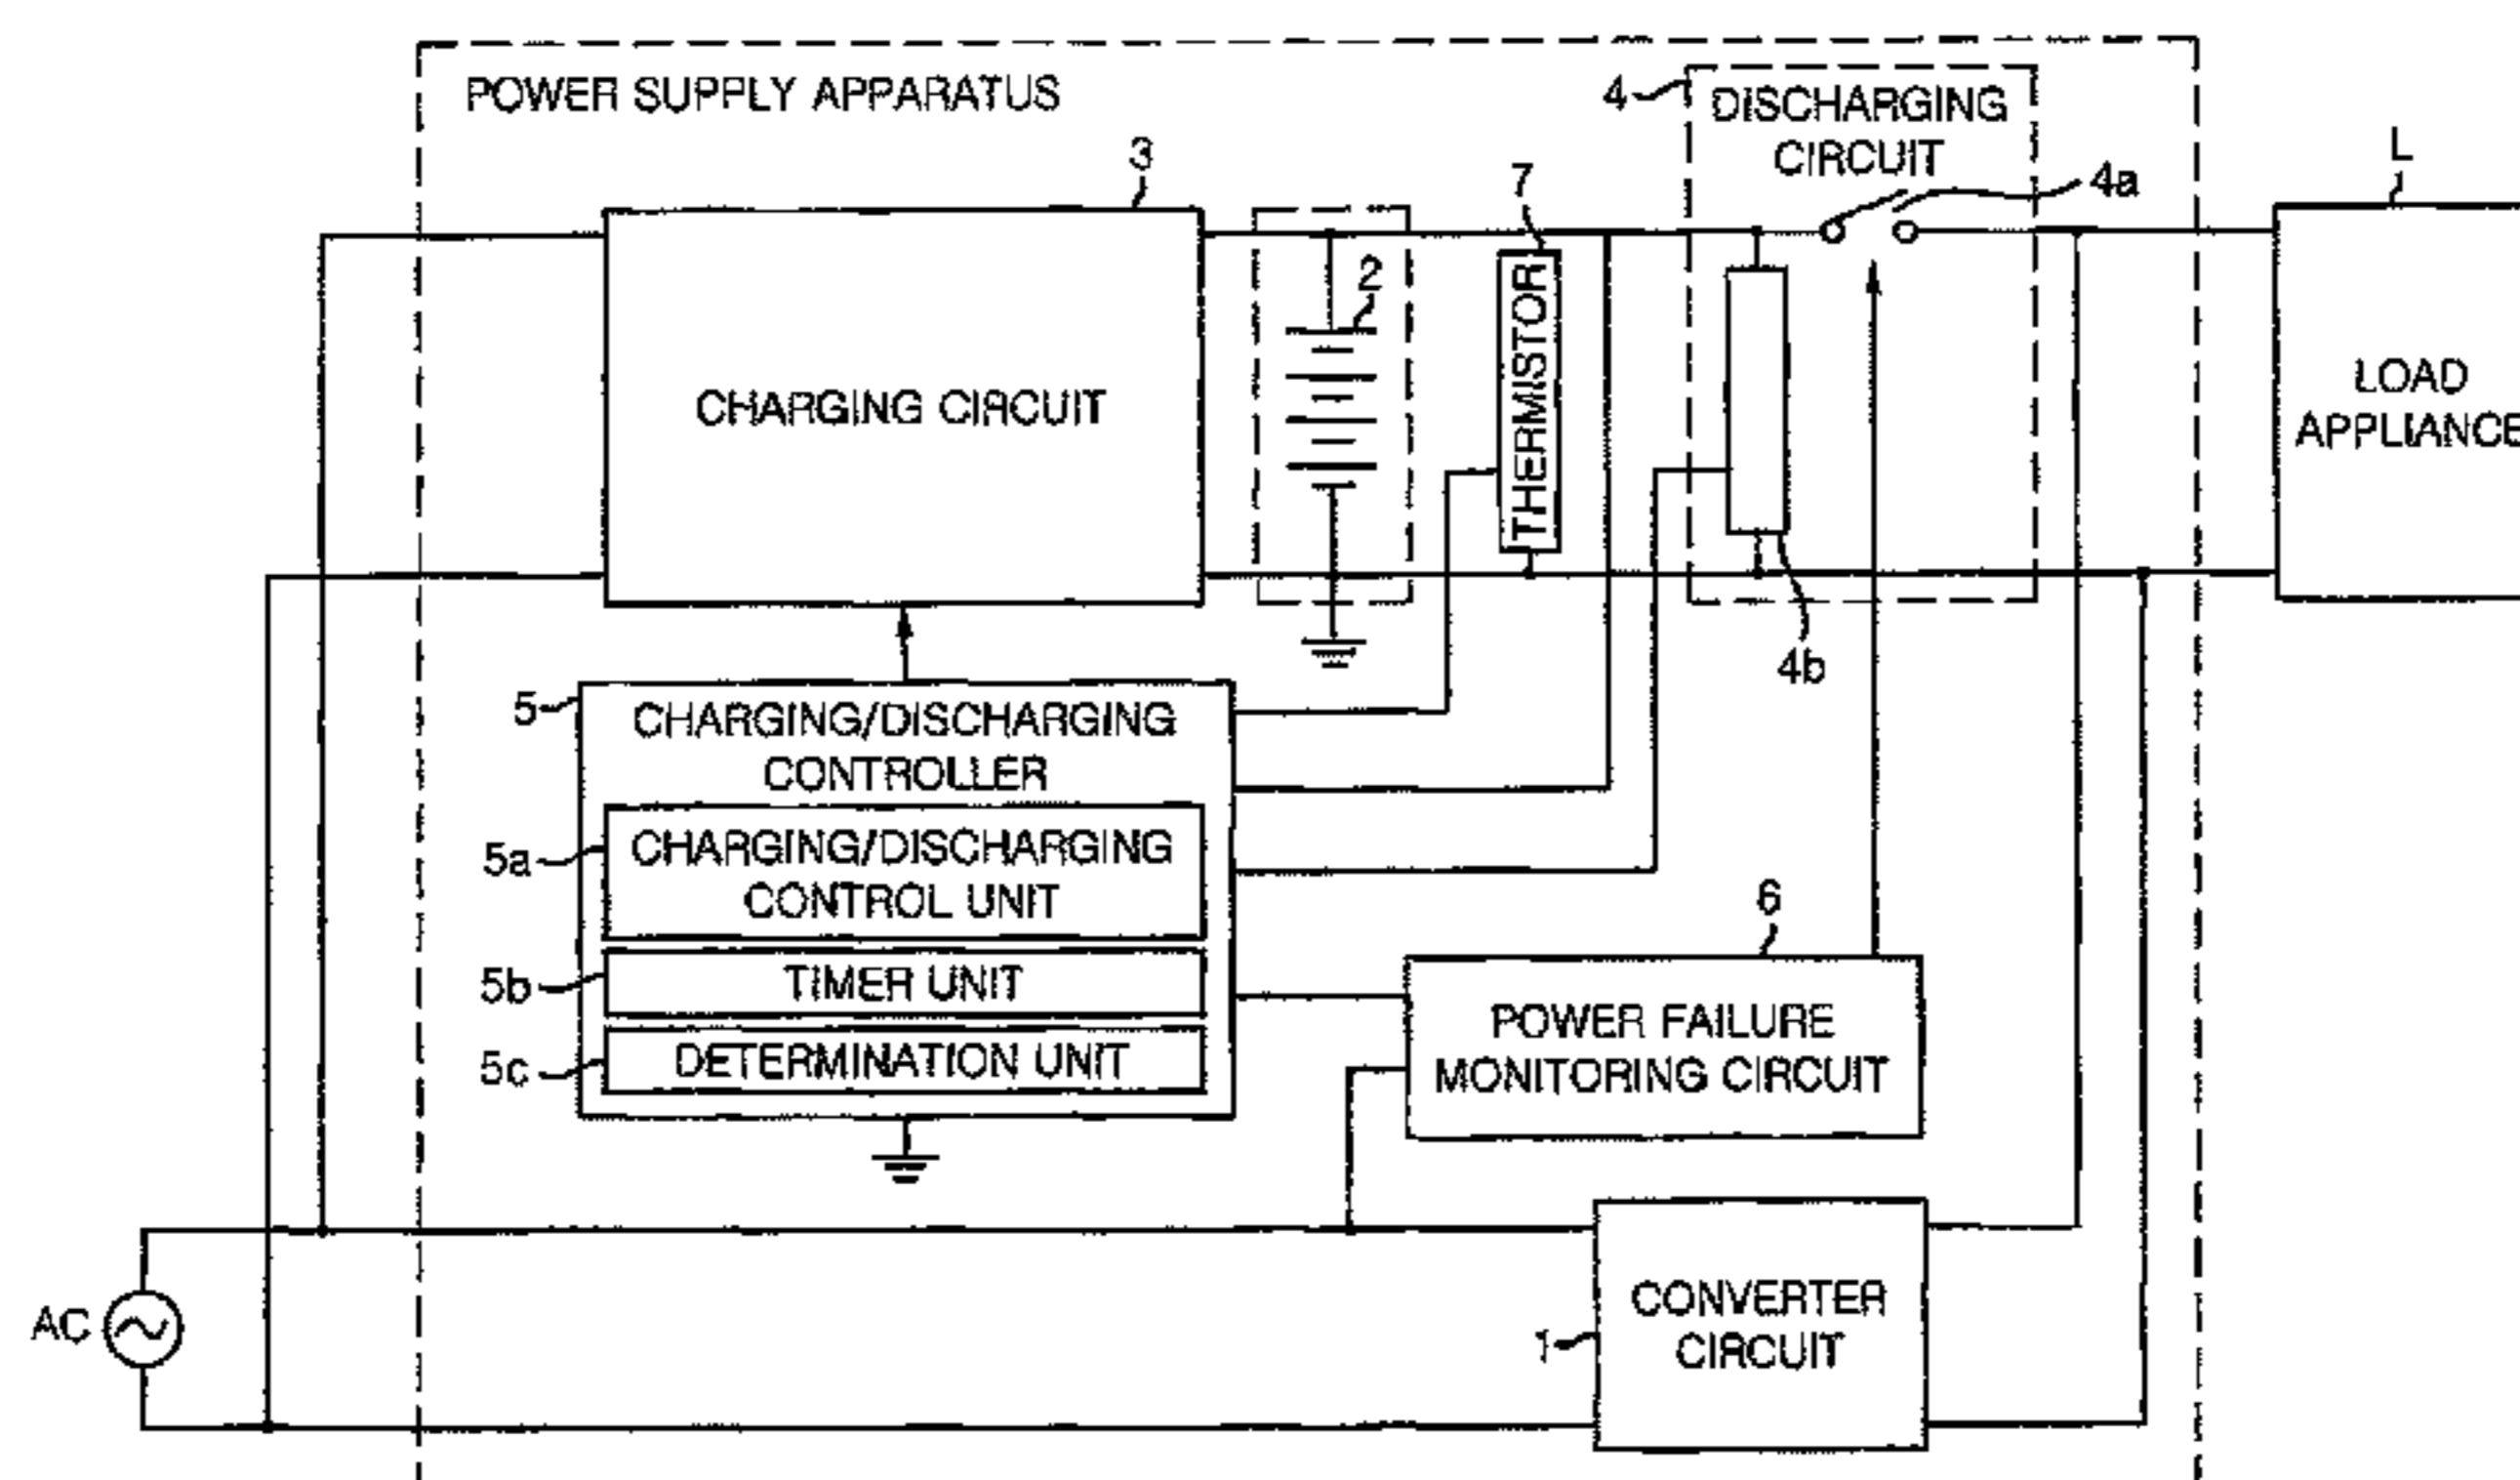 POWER SUPPLY APPARATUS
4
DISCHARGING
CIRCUIT
4a
L
3
7
2
THERMISTOR
CHARGING CIRCUIT
LOAD
APPLIANCE
4b
5
CHARGING/DISCHARGING
CONTROLLER
5a
CHARGING/DISCHARGING
CONTROL UNIT
5b
TIMER UNIT
5c
DETERMINATION UNIT
6
POWER FAILURE
MONITORING CIRCUIT
AC
1
CONVERTER
CIRCUIT